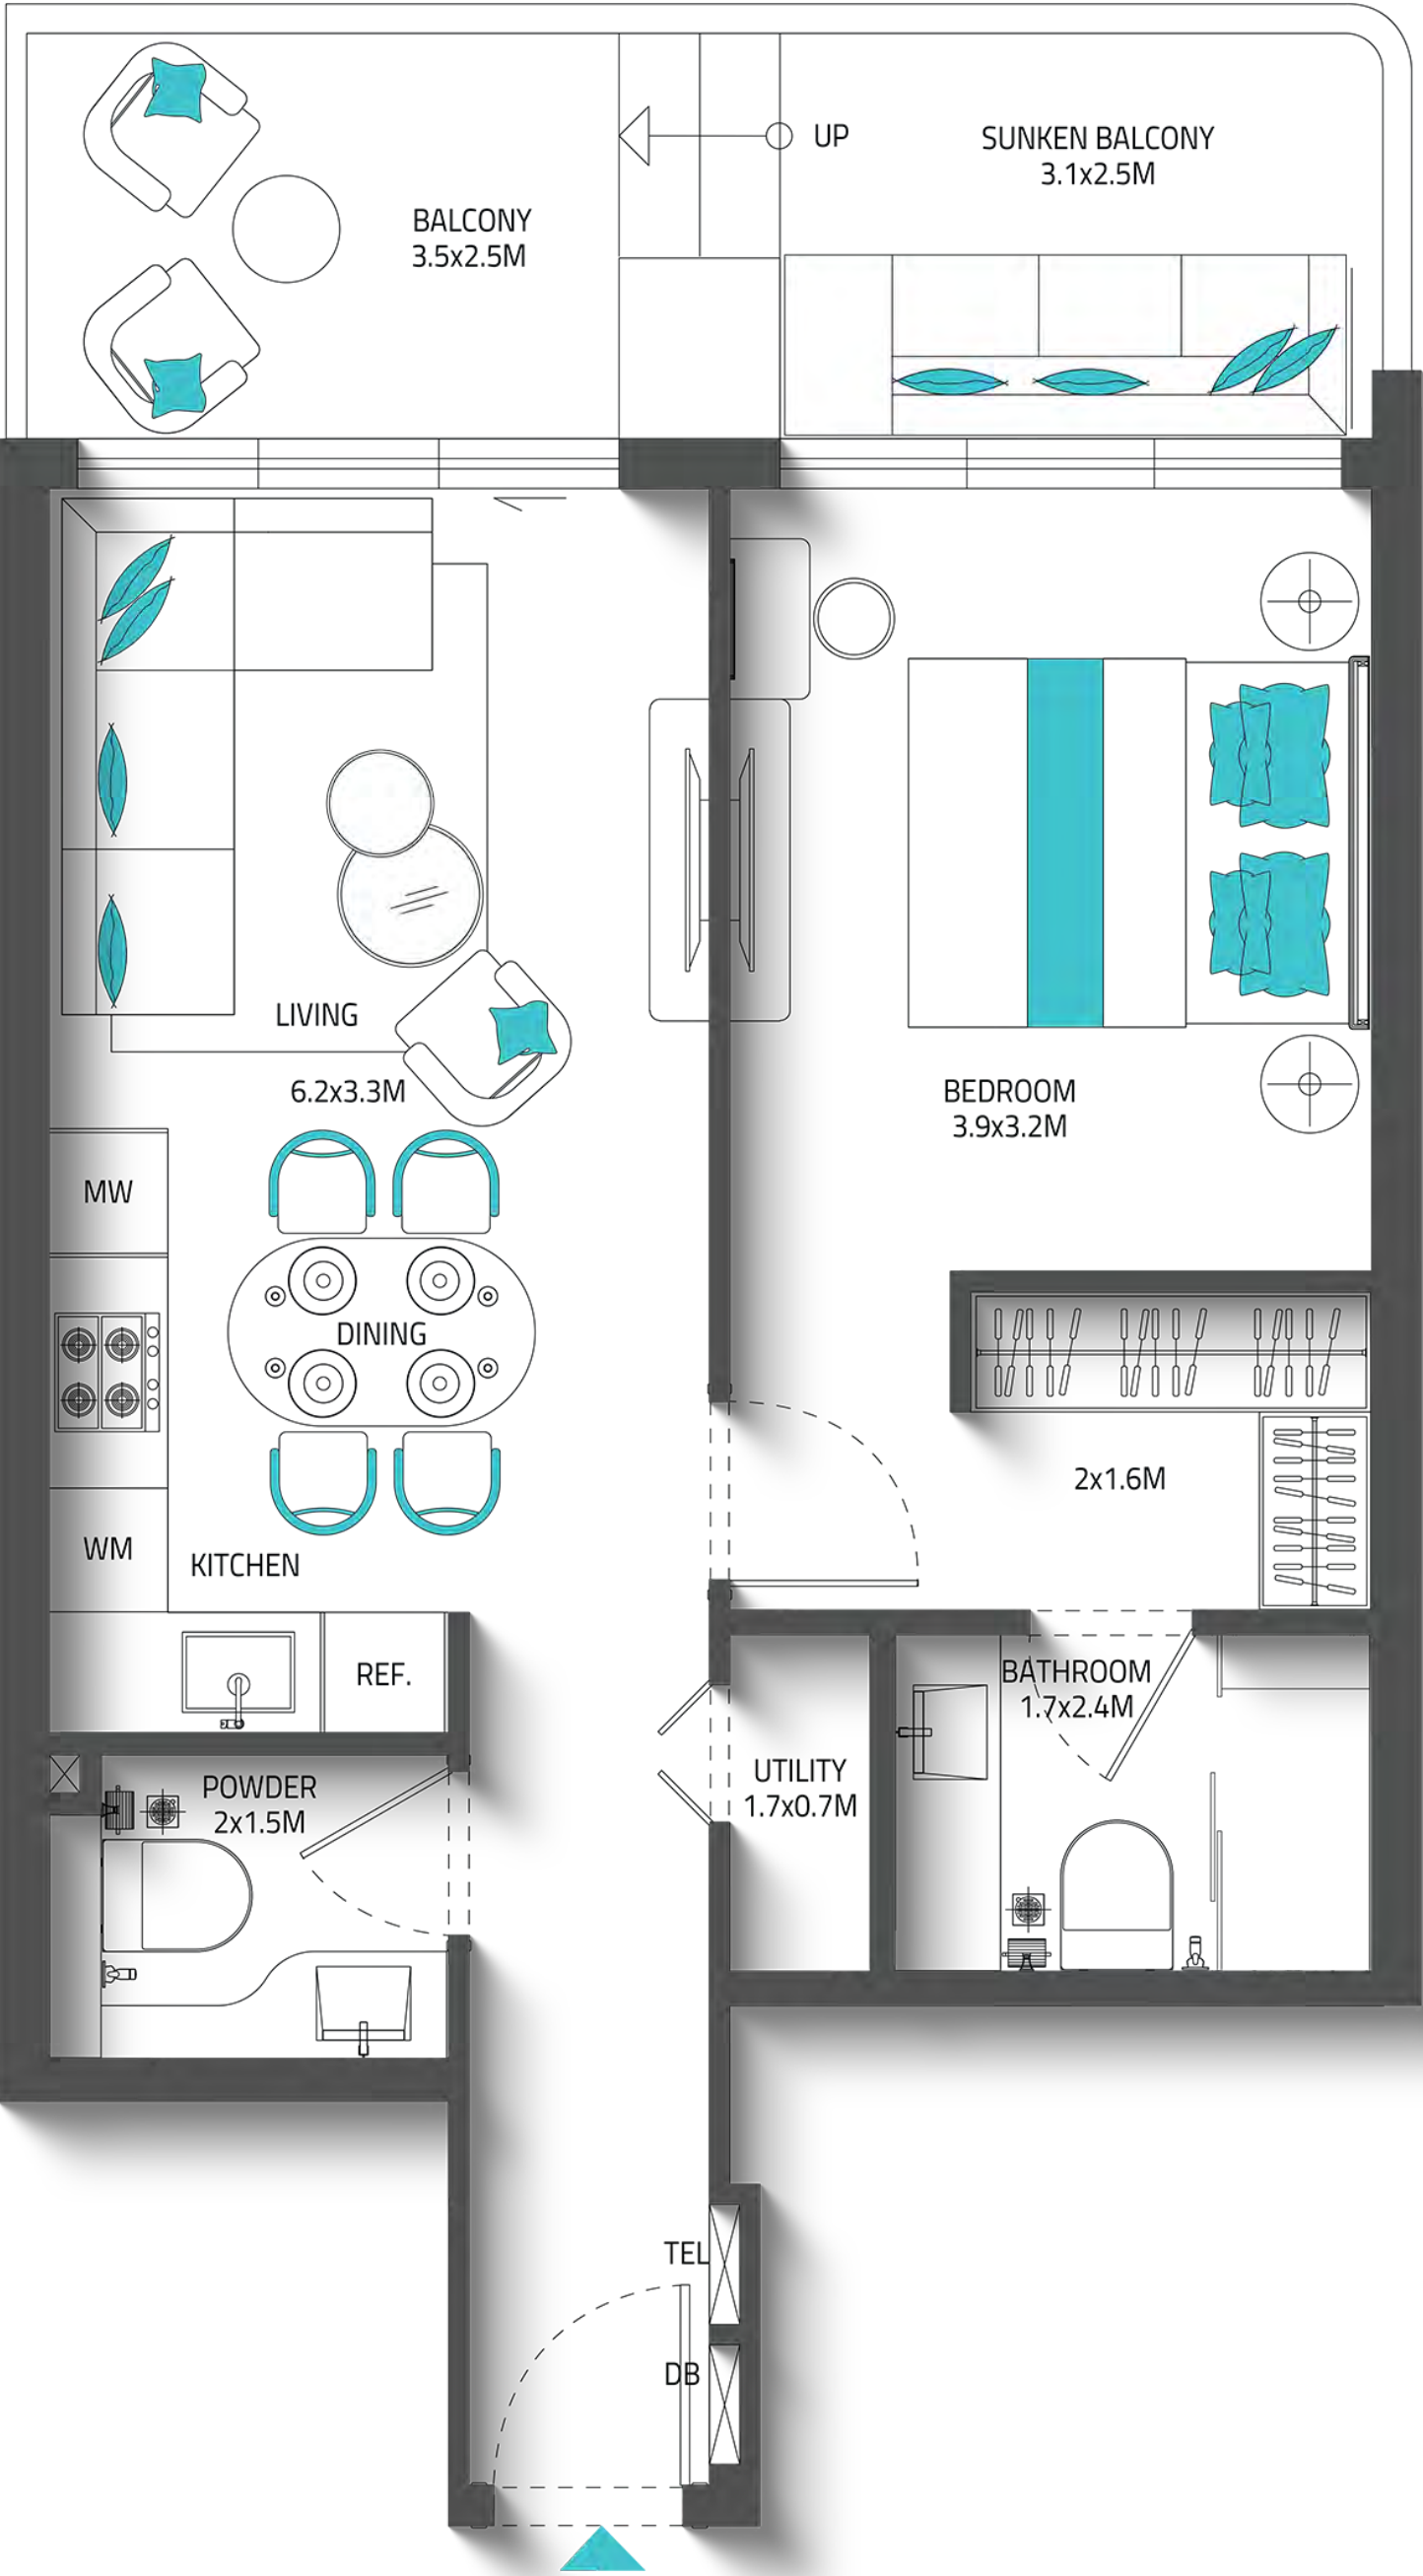 UP
SUNKEN BALCONY
3.1x2.5M
BALCONY
3.5x2.5M
LIVING
6.2x3.3M
BEDROOM
3.9x3.2M
MW
DINING
2x1.6M
WM
KITCHEN
REF.
BATHROOM
1.7x2.4M
UTILITY
1.7x0.7M
POWDER
2x1.5M
TEL
DB